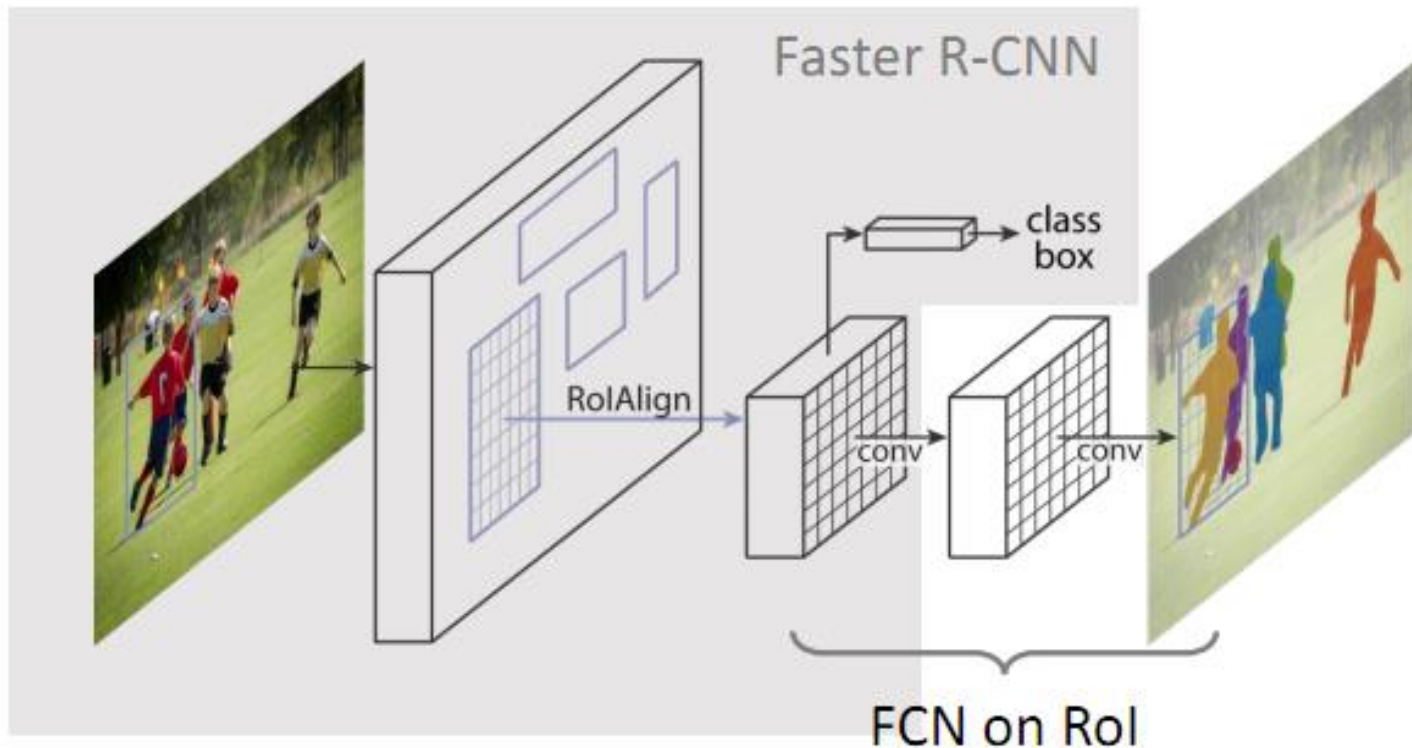 Faster R-CNN
class
box
RoIAlign
conv
conv
FCN on RoI